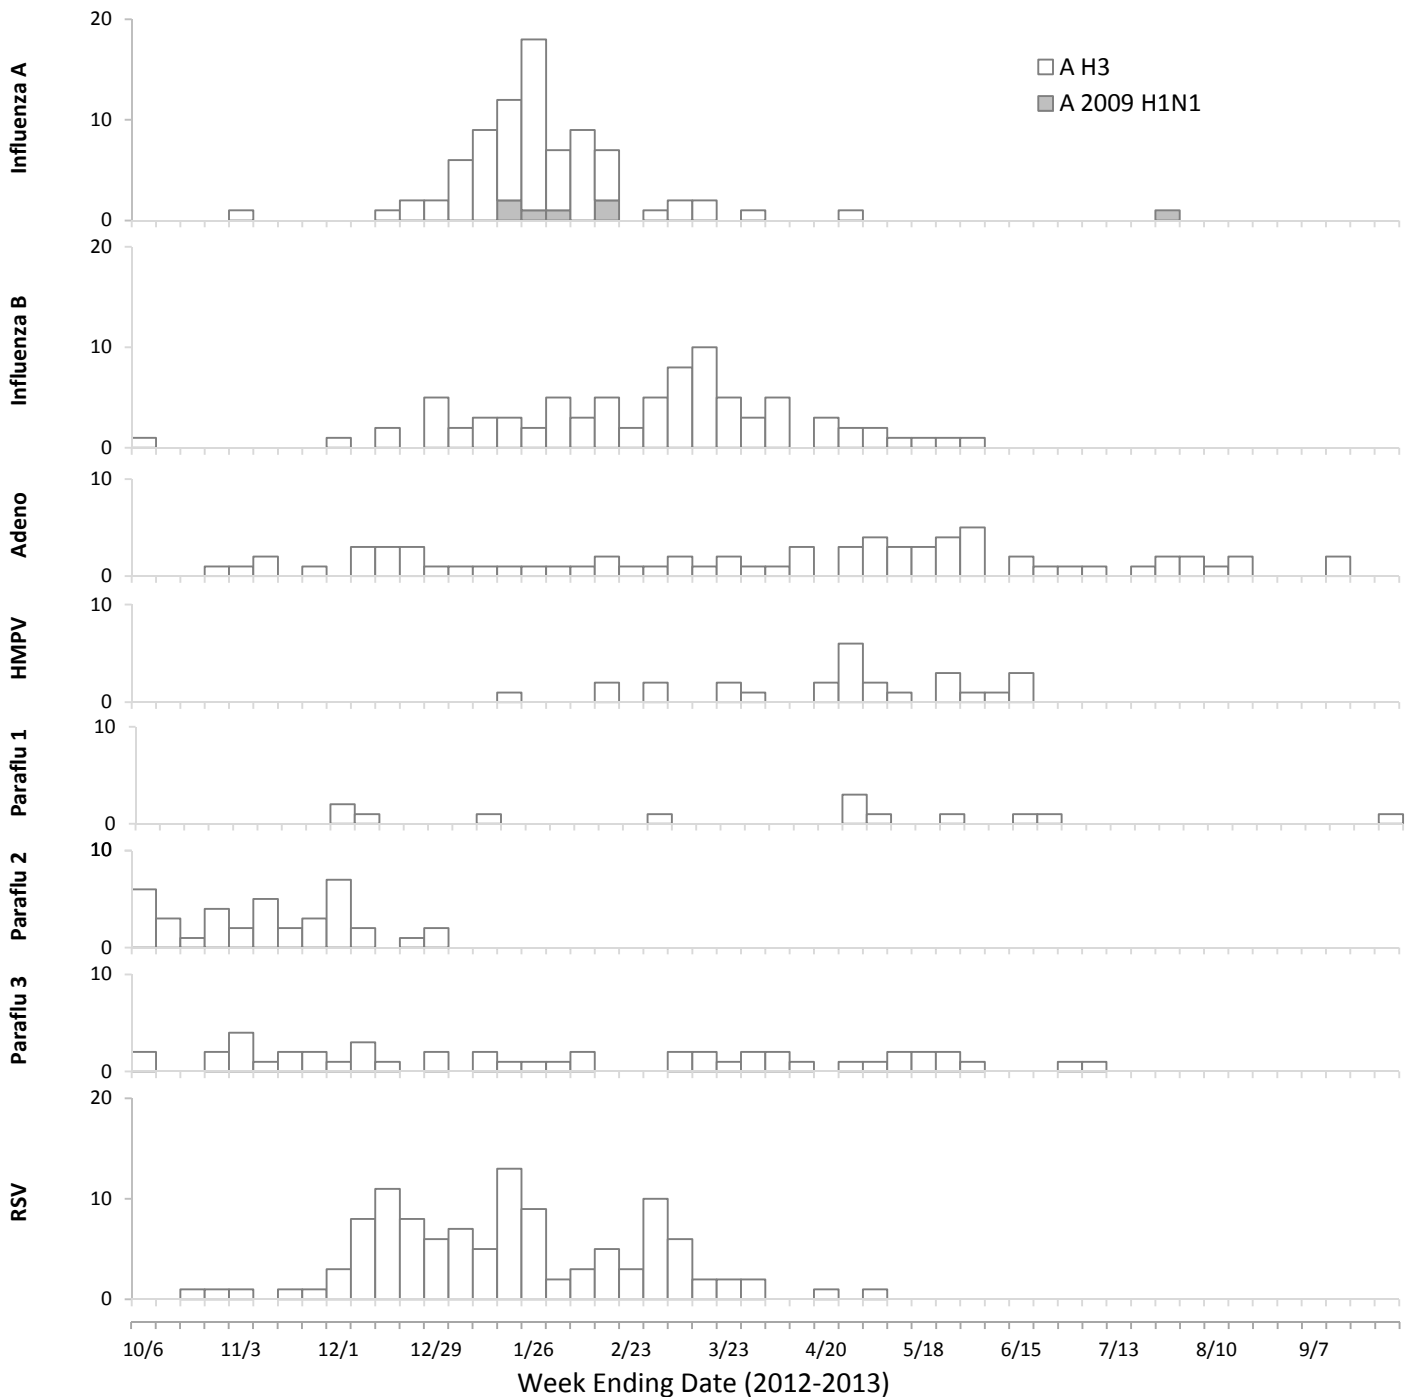 Influenza A
20
10
0
A H3
A 2009 H1N1
Influenza B
20
10
0
Adeno
10
0
HMPV
10
0
Paraflu 1
10
0
Paraflu 2
10
0
Paraflu 3
10
0
RSV
20
10
0
10/6 11/3 12/1 12/29 1/26 2/23 3/23 4/20 5/18 6/15 7/13 8/10 9/7
Week Ending Date (2012-2013)